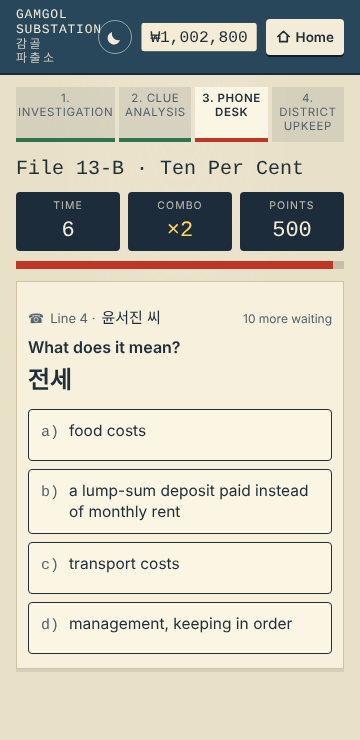 GAMGOL
SUBSTATION
감골
파출소
₩1,002,800
Home
1.
INVESTIGATION
2. CLUE
ANALYSIS
3. PHONE
DESK
4.
DISTRICT
UPKEEP
File 13-B · Ten Per Cent
TIME
6
COMBO
×2
POINTS
500
☎ Line 4 · 윤서진 씨
10 more waiting
What does it mean?
전세
a) food costs
b) a lump-sum deposit paid instead
of monthly rent
c) transport costs
d) management, keeping in order